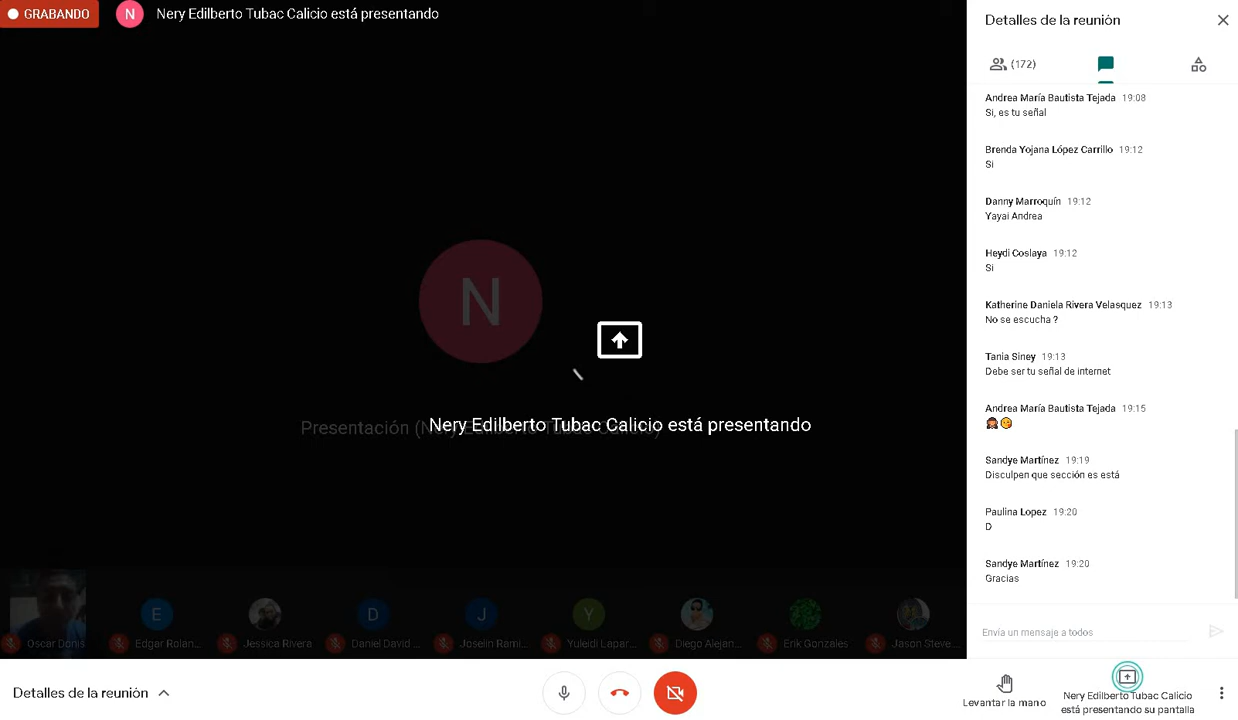 GRABANDO
N
Nery Edilberto Tubac Calicio está presentando
N
Presentación (Nery Edilberto Tubac Calicio)
Nery Edilberto Tubac Calicio está presentando
Oscar Donis
E
Edgar Rolan...
Jessica Rivera
D
Daniel David ...
J
Joselin Rami...
Y
Yuleidi Lapar...
Diego Alejan...
Erik Gonzales
Jason Steve...
Detalles de la reunión
Detalles de la reunión
(172)
Andrea María Bautista Tejada 19:08
Si, es tu señal
Brenda Yojana López Carrillo 19:12
Si
Danny Marroquín 19:12
Yayai Andrea
Heydi Coslaya 19:12
Si
Katherine Daniela Rivera Velasquez 19:13
No se escucha ?
Tania Siney 19:13
Debe ser tu señal de internet
Andrea María Bautista Tejada 19:15
Sandye Martínez 19:19
Disculpen que sección es está
Paulina Lopez 19:20
D
Sandye Martínez 19:20
Gracias
Envía un mensaje a todos
Levantar la mano
Nery Edilberto Tubac Calicio
está presentando su pantalla